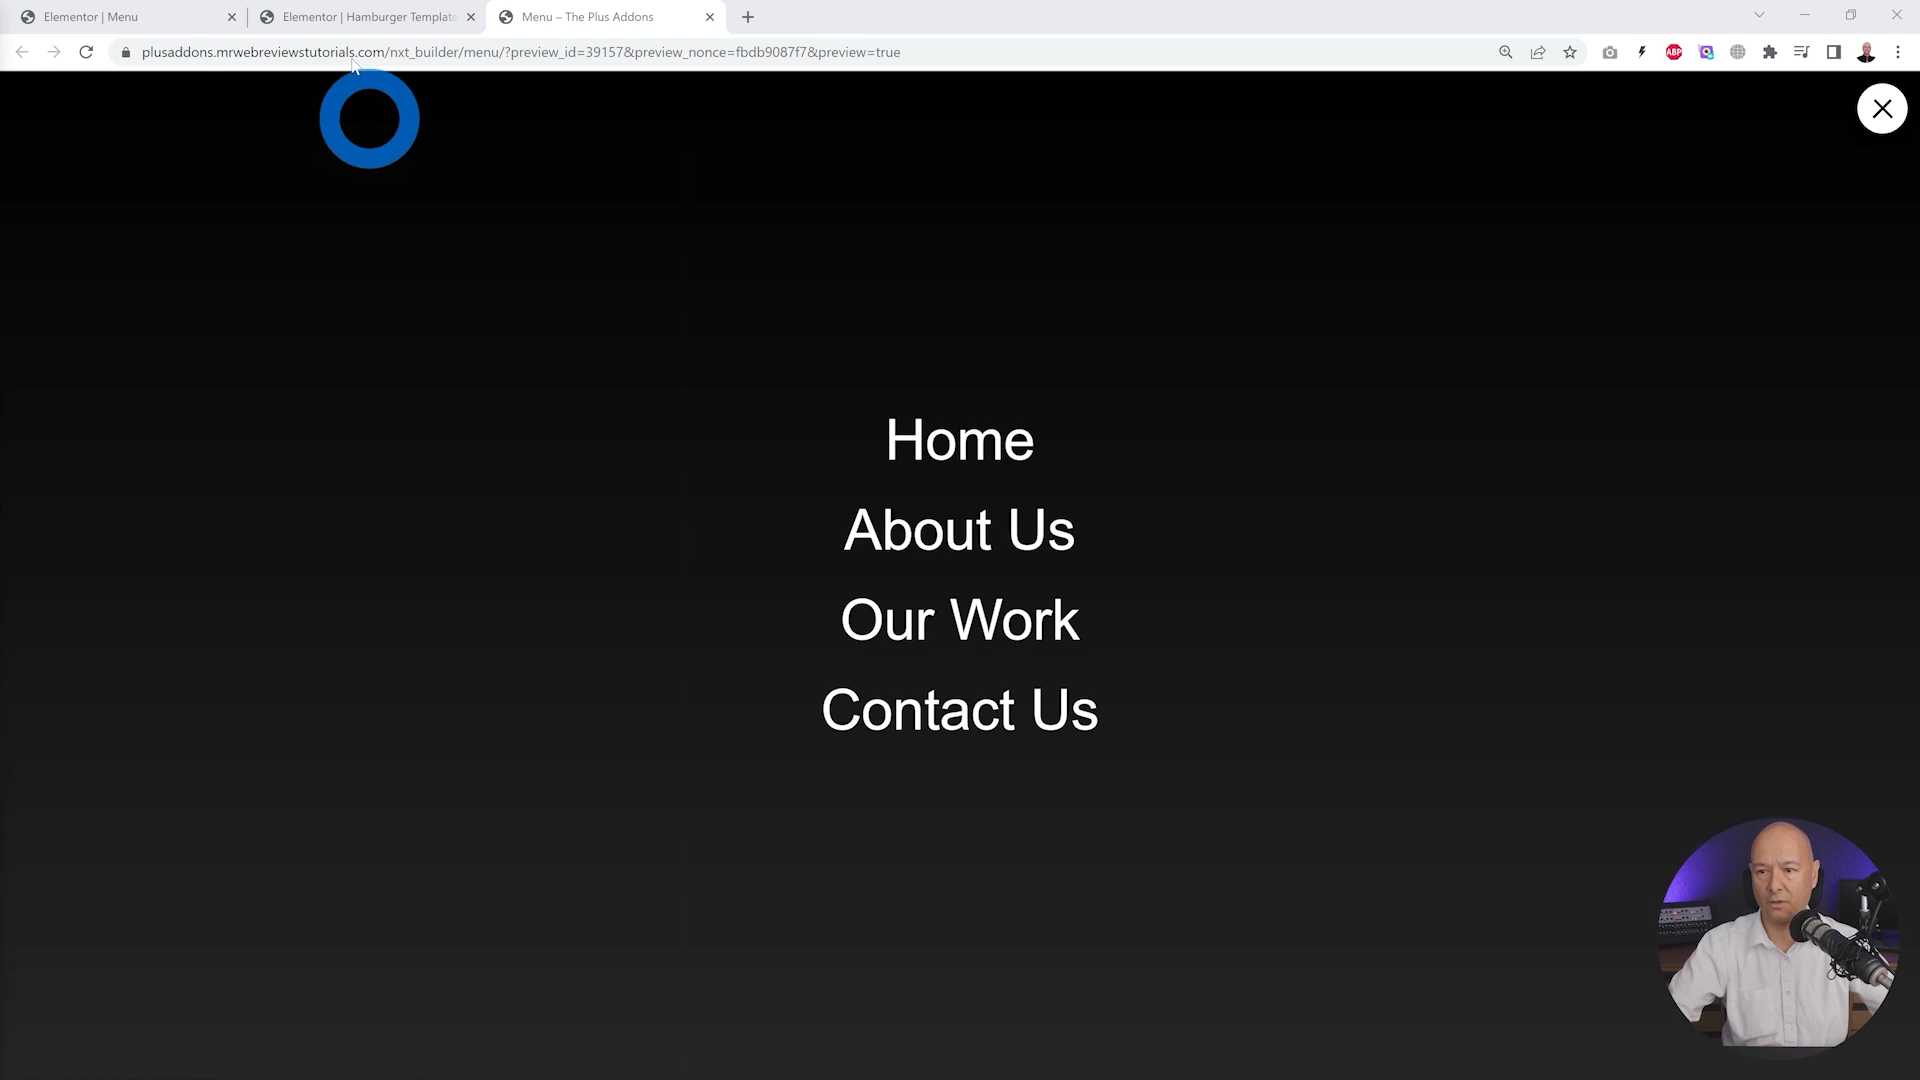 Elementor | Menu
Elementor | Hamburger Template
Menu – The Plus Addons
plusaddons.mrwebreviewstutorials.com/nxt_builder/menu/?preview_id=39157&preview_nonce=fbdb9087f7&preview=true
ABP
Home
About Us
Our Work
Contact Us